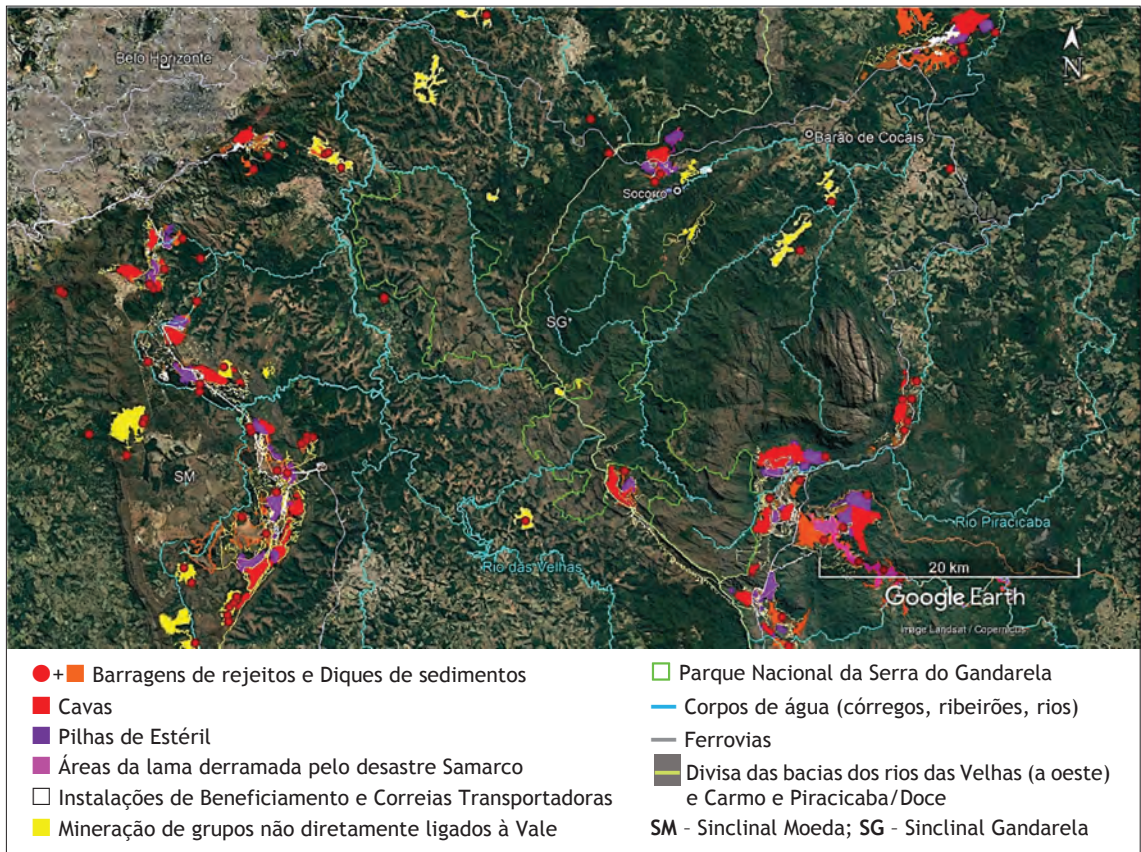 Belo Horizonte
N
Barão de Cocais
Socorro
SG*
SM
Rio Piracicaba
Rio das Velhas
20 km
Google Earth
Image Landsat / Copernicus
+ Barragens de rejeitos e Diques de sedimentos
Cavas
Pilhas de Estéril
Áreas da lama derramada pelo desastre Samarco
Instalações de Beneficiamento e Correias Transportadoras
Mineração de grupos não diretamente ligados à Vale
Parque Nacional da Serra do Gandarela
Corpos de água (córregos, ribeirões, rios)
Ferrovias
Divisa das bacias dos rios das Velhas (a oeste)
e Carmo e Piracicaba/Doce
SM - Sinclinal Moeda; SG - Sinclinal Gandarela